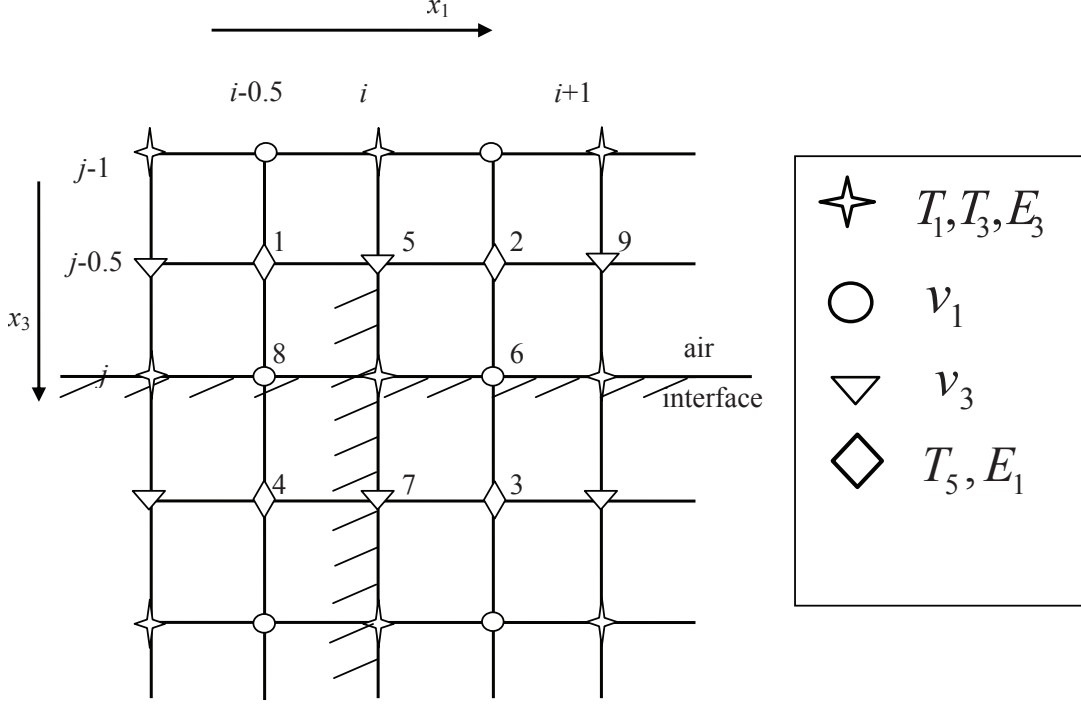 x₁
i-0.5 i i+1
j-1
j-0.5 1 5 2 9
x₃
j 8 6 air
interface
4 7 3
T₁,T₃,E₃
v₁
v₃
T₅, E₁